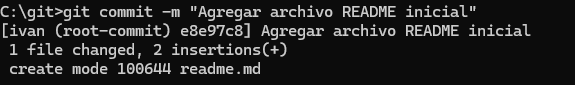 C:\git>git commit -m "Agregar archivo README inicial"
[ivan (root-commit) e8e97c8] Agregar archivo README inicial
 1 file changed, 2 insertions(+)
 create mode 100644 readme.md